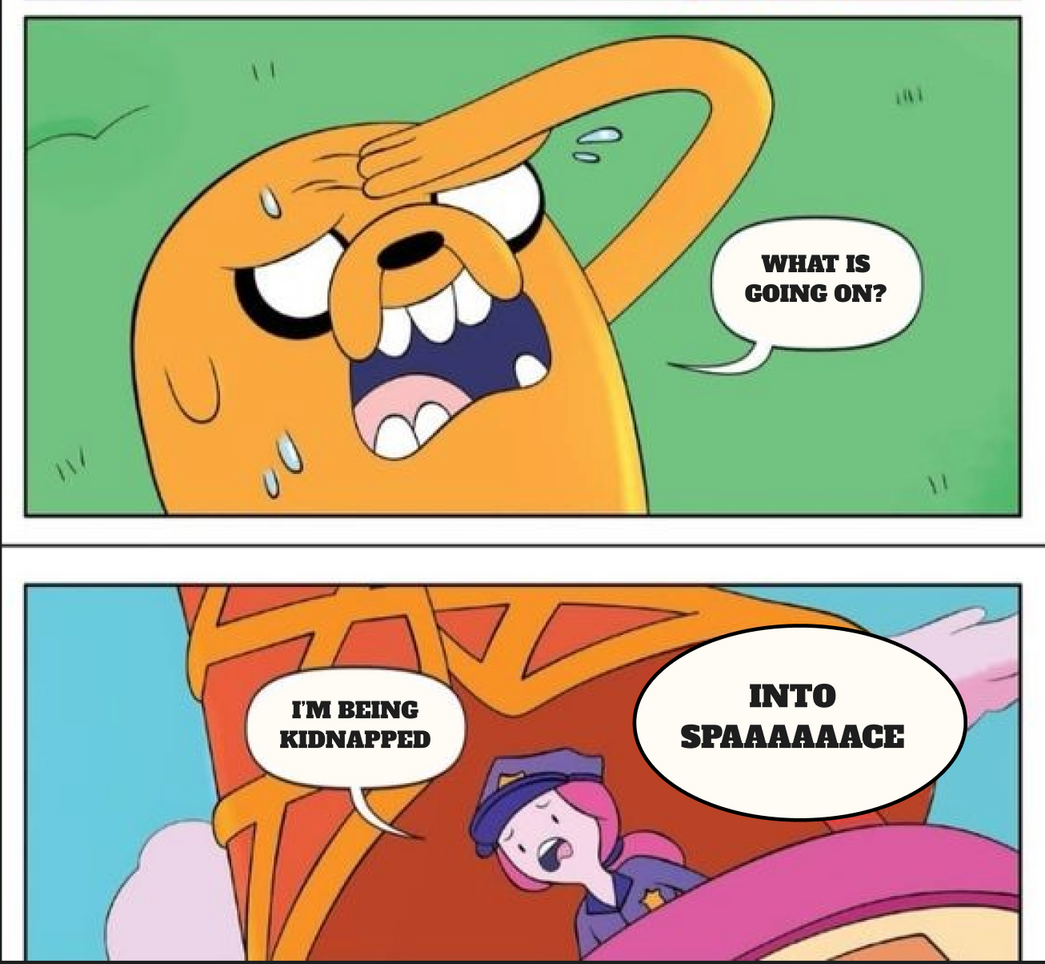 WHAT IS
GOING ON?
I'M BEING
KIDNAPPED
INTO
SPAAAAAACE